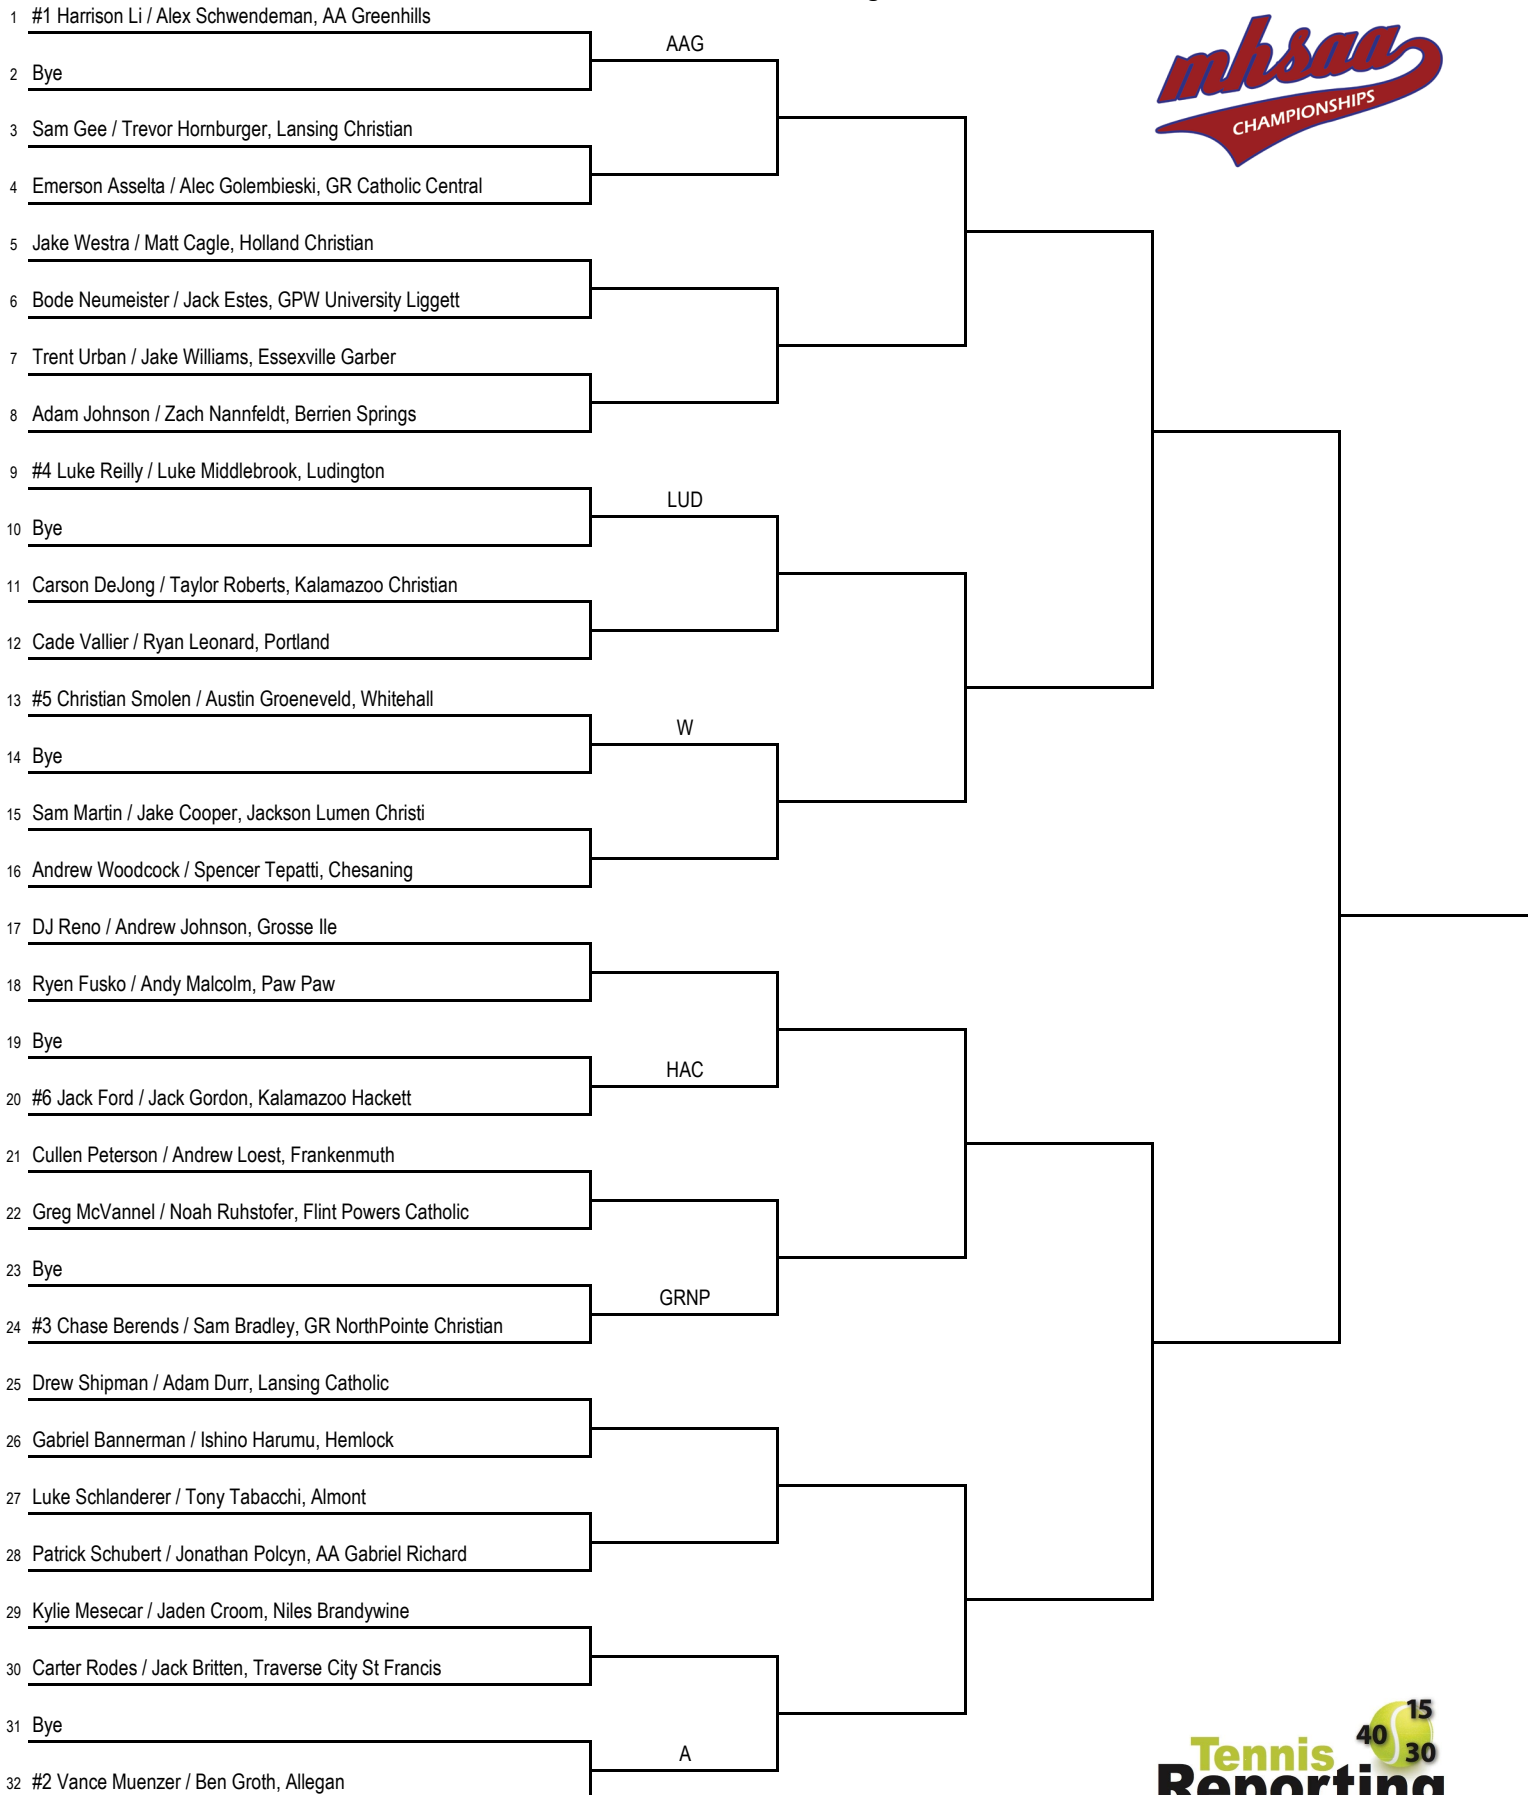 1 #1 Harrison Li / Alex Schwendeman, AA Greenhills
AAG
2 Bye
3 Sam Gee / Trevor Hornburger, Lansing Christian
4 Emerson Asselta / Alec Golembieski, GR Catholic Central
5 Jake Westra / Matt Cagle, Holland Christian
6 Bode Neumeister / Jack Estes, GPW University Liggett
7 Trent Urban / Jake Williams, Essexville Garber
8 Adam Johnson / Zach Nannfeldt, Berrien Springs
9 #4 Luke Reilly / Luke Middlebrook, Ludington
LUD
10 Bye
11 Carson DeJong / Taylor Roberts, Kalamazoo Christian
12 Cade Vallier / Ryan Leonard, Portland
13 #5 Christian Smolen / Austin Groeneveld, Whitehall
W
14 Bye
15 Sam Martin / Jake Cooper, Jackson Lumen Christi
16 Andrew Woodcock / Spencer Tepatti, Chesaning
17 DJ Reno / Andrew Johnson, Grosse Ile
18 Ryen Fusko / Andy Malcolm, Paw Paw
19 Bye
HAC
20 #6 Jack Ford / Jack Gordon, Kalamazoo Hackett
21 Cullen Peterson / Andrew Loest, Frankenmuth
22 Greg McVannel / Noah Ruhstofer, Flint Powers Catholic
23 Bye
GRNP
24 #3 Chase Berends / Sam Bradley, GR NorthPointe Christian
25 Drew Shipman / Adam Durr, Lansing Catholic
26 Gabriel Bannerman / Ishino Harumu, Hemlock
27 Luke Schlanderer / Tony Tabacchi, Almont
28 Patrick Schubert / Jonathan Polcyn, AA Gabriel Richard
29 Kylie Mesecar / Jaden Croom, Niles Brandywine
30 Carter Rodes / Jack Britten, Traverse City St Francis
31 Bye
A
32 #2 Vance Muenzer / Ben Groth, Allegan
mhsaa
CHAMPIONSHIPS
15
40
30
Tennis
Reporting